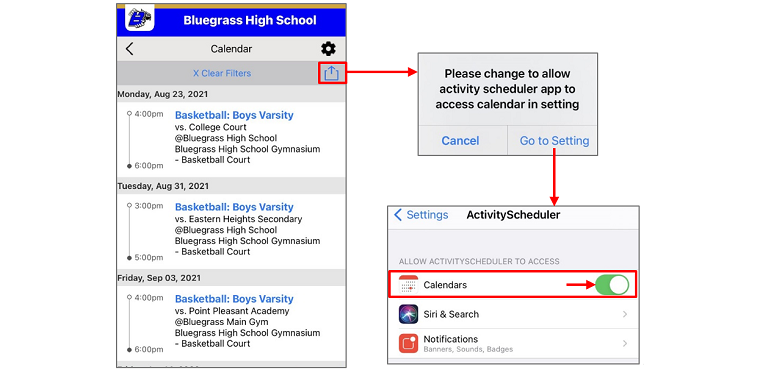 Bluegrass High School
Calendar
X Clear Filters
Monday, Aug 23, 2021
4:00pm
Basketball: Boys Varsity
vs. College Court
@Bluegrass High School
Bluegrass High School Gymnasium
- Basketball Court
6:00pm
Tuesday, Aug 31, 2021
3:00pm
Basketball: Boys Varsity
vs. Eastern Heights Secondary
@Bluegrass High School
Bluegrass High School Gymnasium
- Basketball Court
5:00pm
Friday, Sep 03, 2021
4:00pm
Basketball: Boys Varsity
vs. Point Pleasant Academy
@Bluegrass Main Gym
Bluegrass High School Gymnasium
- Basketball Court
6:00pm
Please change to allow
activity scheduler app to
access calendar in setting
Cancel
Go to Setting
Settings
ActivityScheduler
ALLOW ACTIVITYSCHEDULER TO ACCESS
Calendars
Siri & Search
Notifications
Banners, Sounds, Badges